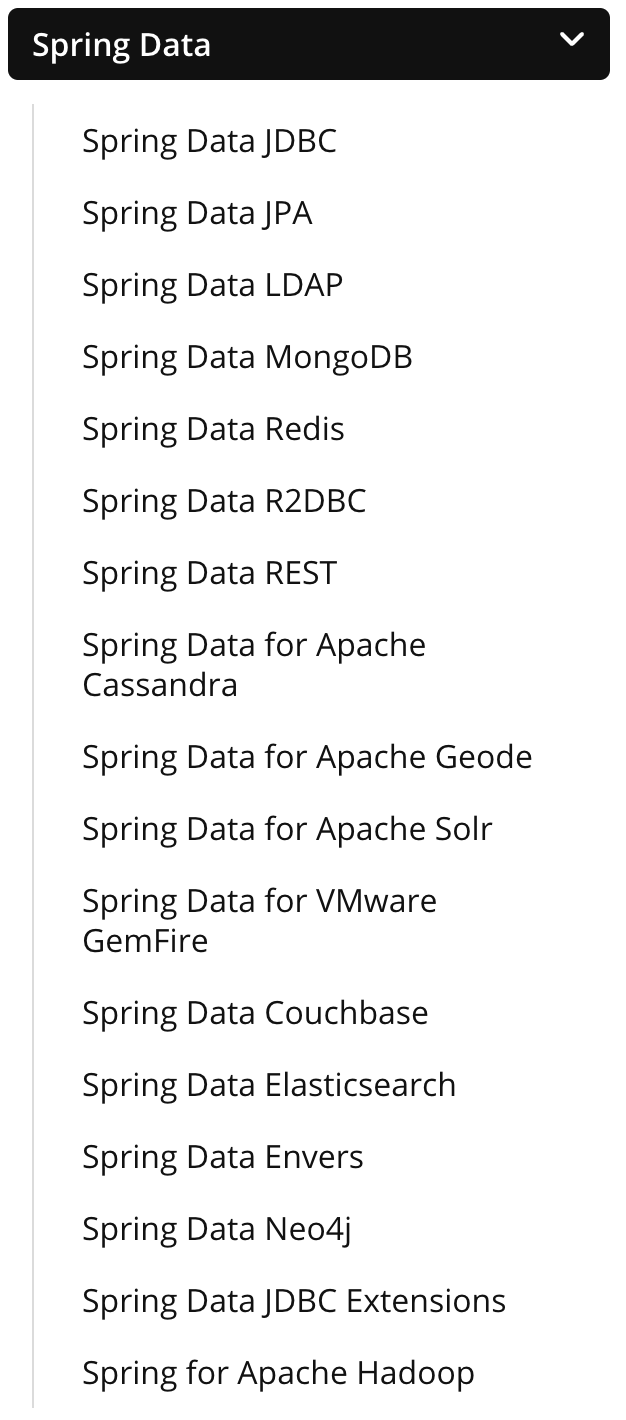 Spring Data
Spring Data JDBC
Spring Data JPA
Spring Data LDAP
Spring Data MongoDB
Spring Data Redis
Spring Data R2DBC
Spring Data REST
Spring Data for Apache
Cassandra
Spring Data for Apache Geode
Spring Data for Apache Solr
Spring Data for VMware
GemFire
Spring Data Couchbase
Spring Data Elasticsearch
Spring Data Envers
Spring Data Neo4j
Spring Data JDBC Extensions
Spring for Apache Hadoop